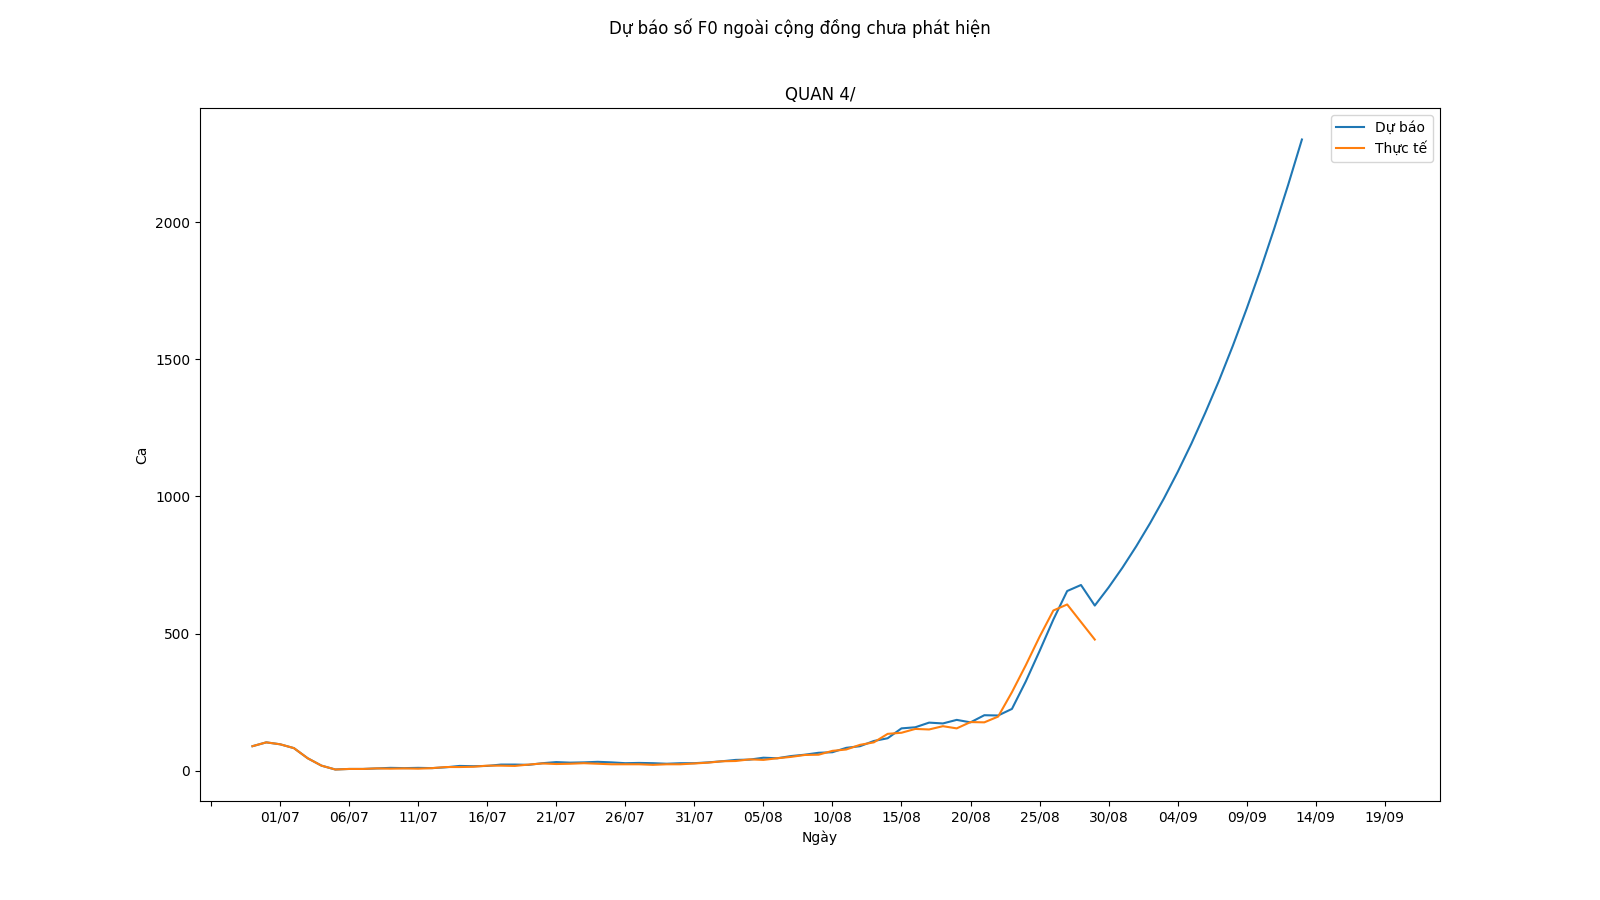 Dự báo số F0 ngoài cộng đồng chưa phát hiện
QUAN 4/
Dự báo
Thực tế
2000
1500
1000
500
0
Ca
01/07 06/07 11/07 16/07 21/07 26/07 31/07 05/08 10/08 15/08 20/08 25/08 30/08 04/09 09/09 14/09 19/09
Ngày